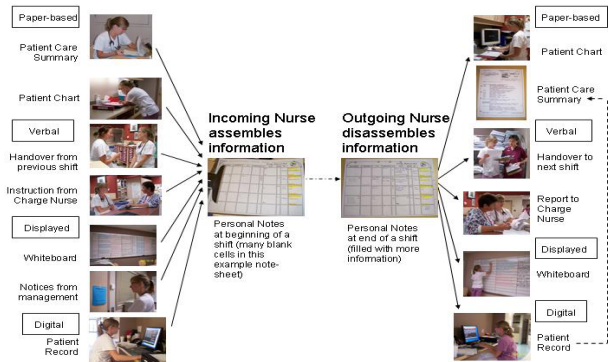 Paper-based
Patient Care
Summary
Patient Chart
Verbal
Handover from
previous shift
Instruction from
Charge Nurse
Displayed
Whiteboard
Notices from
management
Digital
Patient
Record
Incoming Nurse
assembles
information
Personal Notes
at beginning of a
shift (many blank
cells in this
example note-
sheet)
Outgoing Nurse
disassembles
information
Personal Notes
at end of a shift
(filled with more
information)
Paper-based
Patient Chart
Patient Care
Summary
Verbal
Handover to
next shift
Report to
Charge
Nurse
Displayed
Whiteboard
Digital
Patient
Record